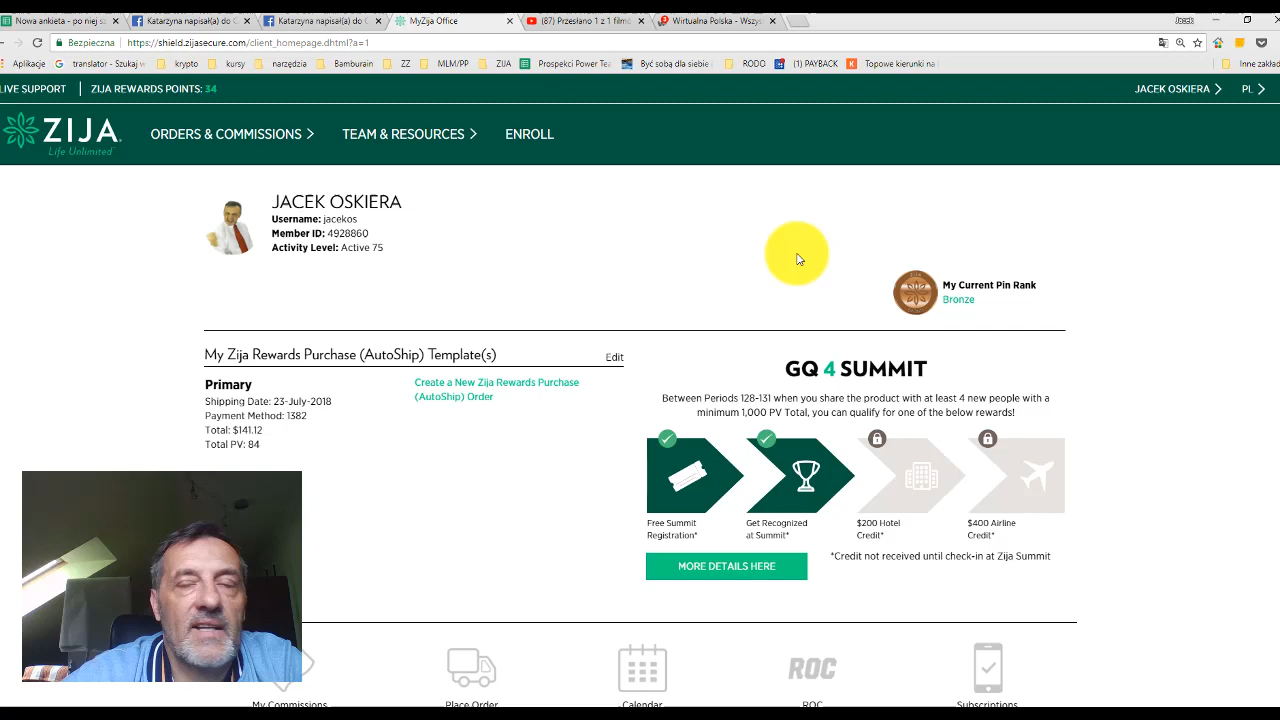 Nowa ankieta - po niż sz
Katarzyna napisał(a) do C
Katarzyna napisał(a) do C
MyZija Office
(87) Przesłano 1 z 1 filmo
Wirtualna Polska - Wszys
Jacek
Bezpieczna
https://shield.zijasecure.com/client_homepage.dhtml?a=1
Aplikacje
translator - Szukaj w
krypto
kursy
narzędzia
Bamburain
ZZ
MLM/PP
ZIJA
Prospekci Power Tea
Być sobą dla siebie i
RODO
(1) PAYBACK
Topowe kierunki na l
Inne zakład
LIVE SUPPORT
ZIJA REWARDS POINTS: 34
JACEK OSKIERA
PL
ZIJA
Life Unlimited
ORDERS & COMMISSIONS
TEAM & RESOURCES
ENROLL
JACEK OSKIERA
Username: jacekos
Member ID: 4928860
Activity Level: Active 75
My Current Pin Rank
Bronze
My Zija Rewards Purchase (AutoShip) Template(s)
Edit
Primary
Shipping Date: 23-July-2018
Payment Method: 1382
Total: $141.12
Total PV: 84
Create a New Zija Rewards Purchase
(AutoShip) Order
GQ 4 SUMMIT
Between Periods 128-131 when you share the product with at least 4 new people with a
minimum 1,000 PV Total, you can qualify for one of the below rewards!
Free Summit
Registration*
Get Recognized
at Summit*
$200 Hotel
Credit*
$400 Airline
Credit*
MORE DETAILS HERE
*Credit not received until check-in at Zija Summit
ROC
My Commissions
Place Order
Calendar
ROC
Subscriptions